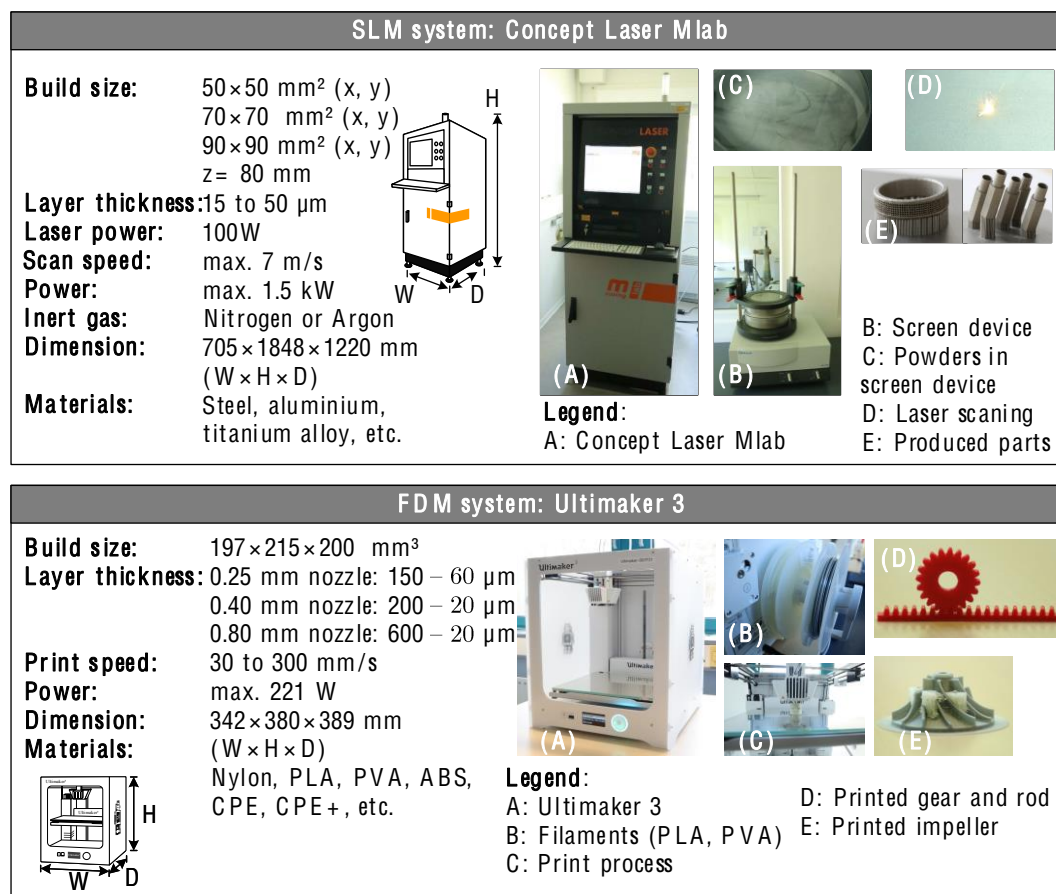 SLM system: Concept Laser Mlab
Build size: 50×50 mm² (x, y)
70×70 mm² (x, y)
90×90 mm² (x, y)
z= 80 mm
Layer thickness: 15 to 50 µm
Laser power: 100W
Scan speed: max. 7 m/s
Power: max. 1.5 kW
Inert gas: Nitrogen or Argon
Dimension: 705×1848×1220 mm
(W×H×D)
Materials: Steel, aluminium,
titanium alloy, etc.
H
W
D
LASER
m
(A)
(B)
(C)
(D)
(E)
Legend:
A: Concept Laser Mlab
B: Screen device
C: Powders in
screen device
D: Laser scaning
E: Produced parts
FDM system: Ultimaker 3
Build size: 197×215×200 mm³
Layer thickness: 0.25 mm nozzle: 150 – 60 µm
0.40 mm nozzle: 200 – 20 µm
0.80 mm nozzle: 600 – 20 µm
Print speed: 30 to 300 mm/s
Power: max. 221 W
Dimension: 342×380×389 mm
Materials: (W×H×D)
Nylon, PLA, PVA, ABS,
CPE, CPE+, etc.
Ultimaker
Ultimaker
H
W
D
Ultimaker
Ultimaker
(A)
(B)
(C)
(D)
(E)
Legend:
A: Ultimaker 3
B: Filaments (PLA, PVA)
C: Print process
D: Printed gear and rod
E: Printed impeller